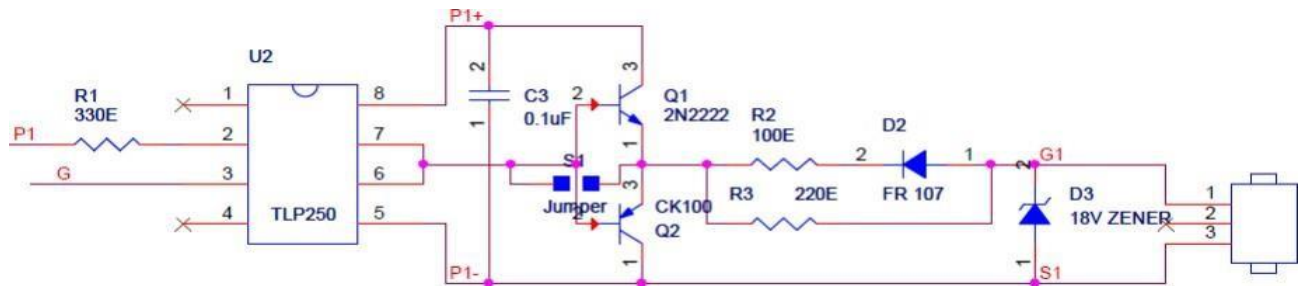 P1+
U2
R1
330E
1
8
2
3
C3
0.1uF
2
Q1
2N2222
R2
100E
D2
P1
2
7
1
1
2
1
G1
2
S1
G
3
6
Jumper
3
CK100
Q2
2
R3
220E
FR 107
D3
18V ZENER
1
2
3
4
TLP250
5
P1-
1
1
S1